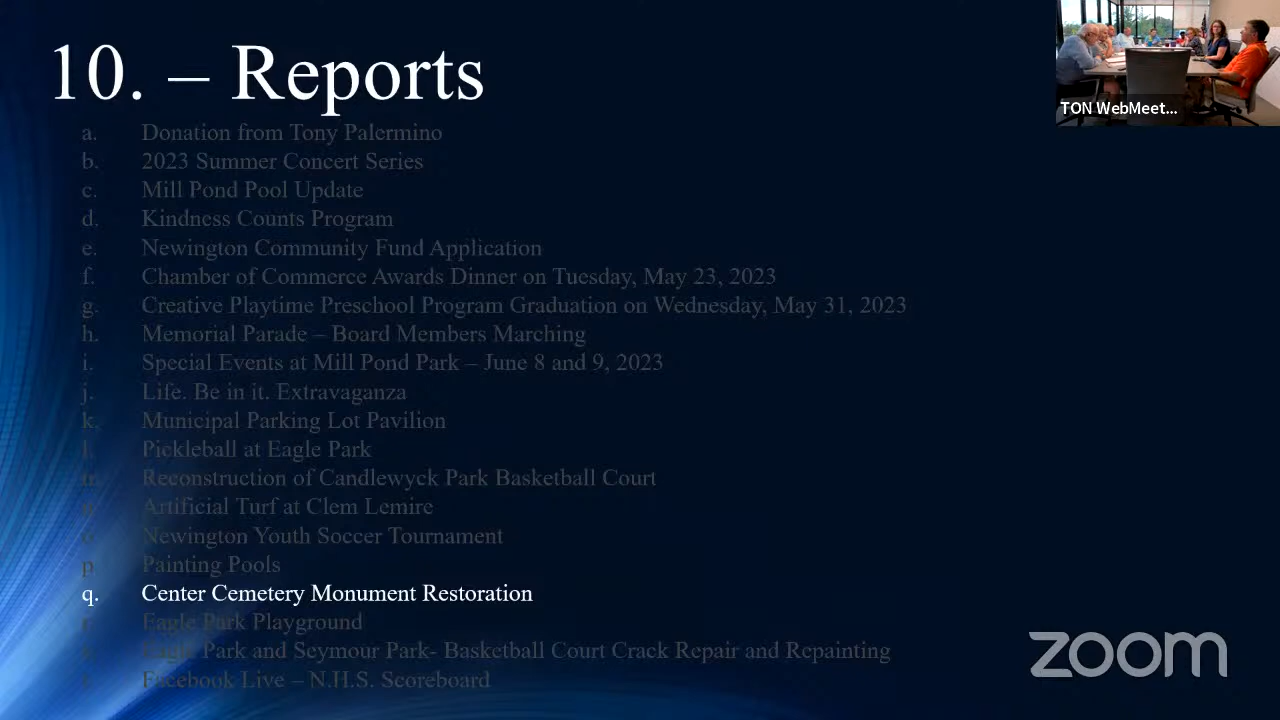 10. – Reports
a. Donation from Tony Palermino
b. 2023 Summer Concert Series
c. Mill Pond Pool Update
d. Kindness Counts Program
e. Newington Community Fund Application
f. Chamber of Commerce Awards Dinner on Tuesday, May 23, 2023
g. Creative Playtime Preschool Program Graduation on Wednesday, May 31, 2023
h. Memorial Parade – Board Members Marching
i. Special Events at Mill Pond Park – June 8 and 9, 2023
j. Life. Be in it. Extravaganza
k. Municipal Parking Lot Pavilion
l. Pickleball at Eagle Park
m. Reconstruction of Candlewyck Park Basketball Court
Artificial Turf at Clem Lemire
o. Newington Youth Soccer Tournament
p. Painting Pools
q. Center Cemetery Monument Restoration
r. Eagle Park Playground
s. Eagle Park and Seymour Park- Basketball Court Crack Repair and Repainting
Facebook Live – N.H.S. Scoreboard
TON WebMeet...
zoom